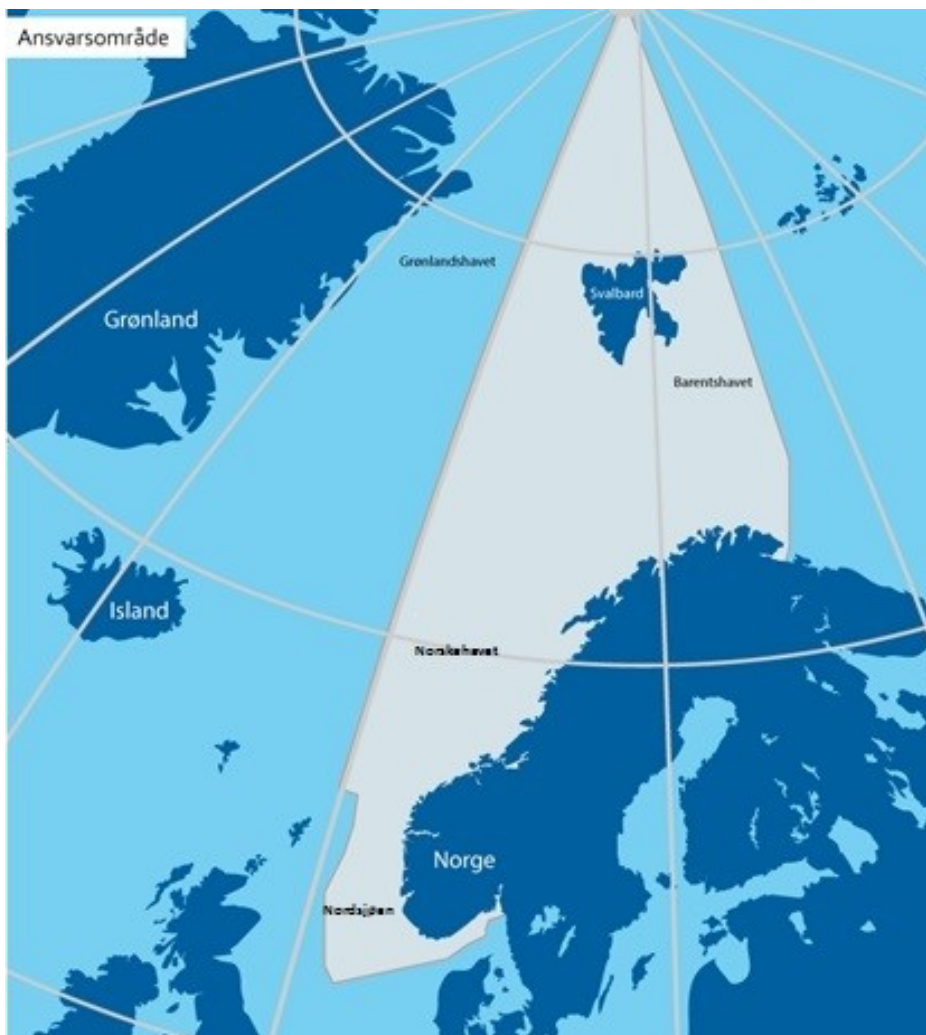 Ansvarsområde
Grønlandshavet
Svalbard
Grønland
Barentshavet
Island
Norskehavet
Norge
Nordsjøen